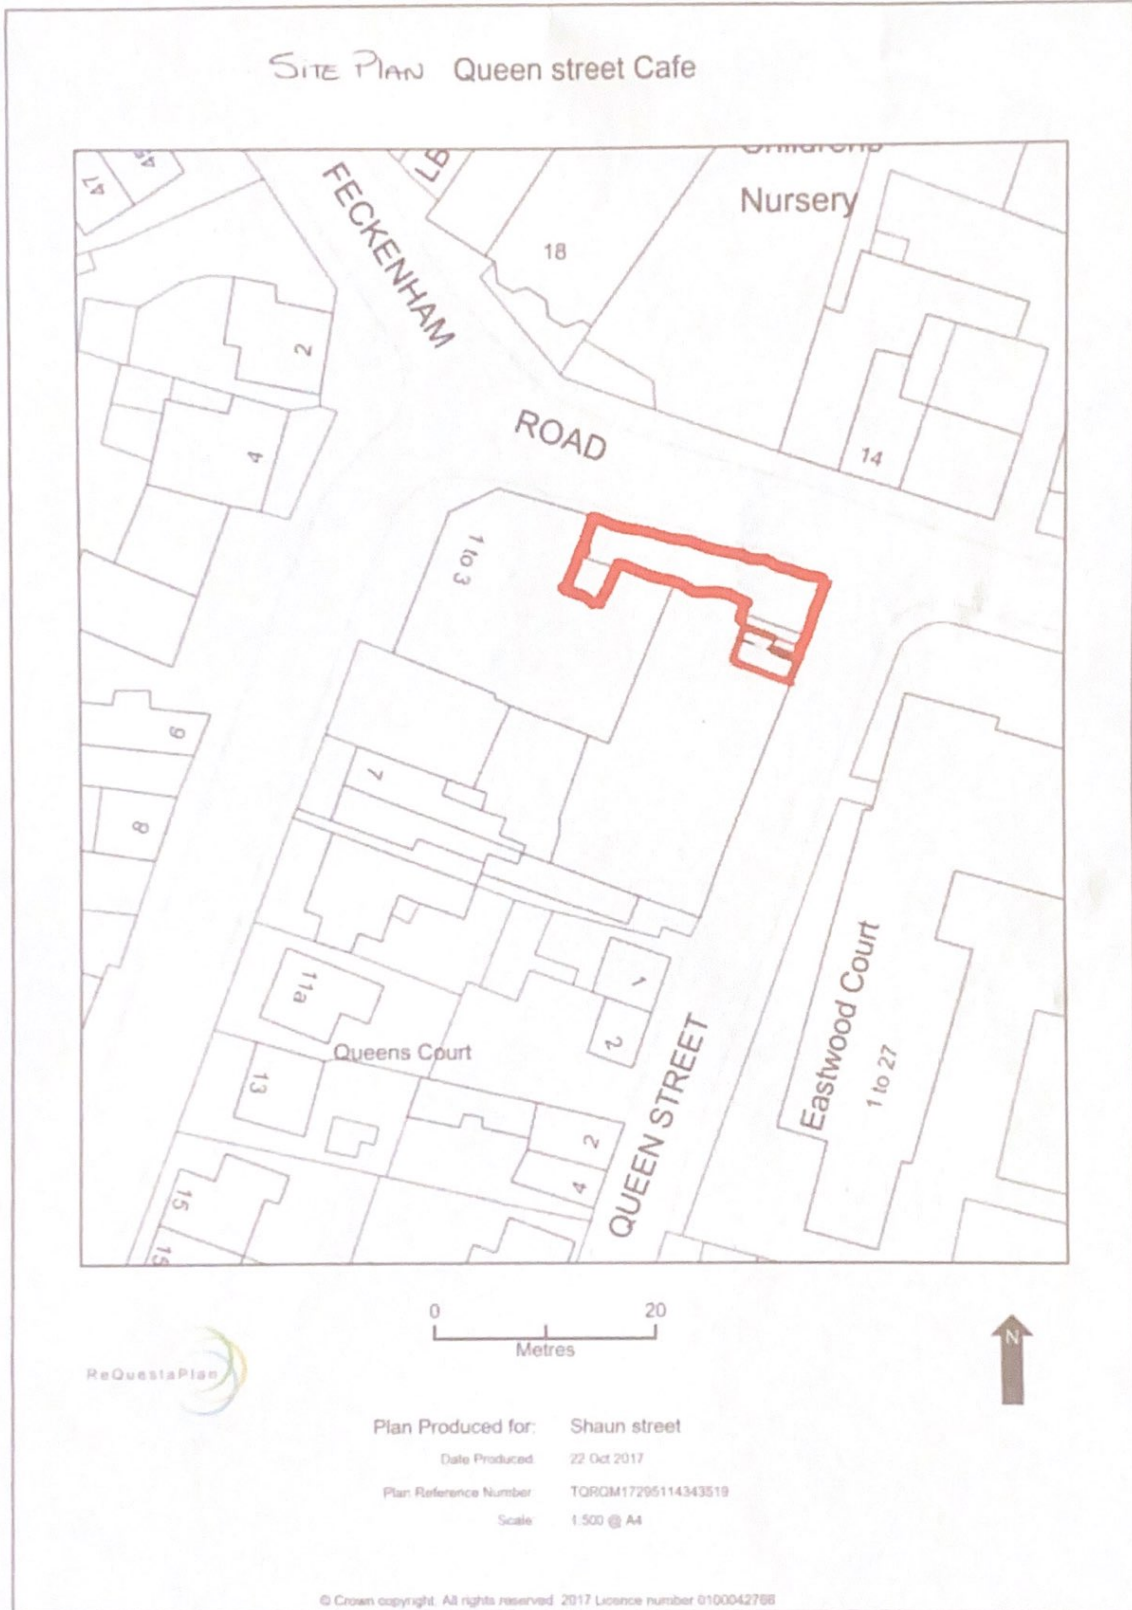 SITE PLAN Queen street Cafe
47
LB
Nursery
FECKENHAM
18
2
ROAD
4
14
1 to 3
9
7
8
1
11a
Eastwood Court
2
Queens Court
1 to 27
13
QUEEN STREET
2
4
15
0 20
Metres
N
ReQuestaPlan
Plan Produced for: Shaun street
Date Produced: 22 Oct 2017
Plan Reference Number: TQRQM17295114343519
Scale: 1:500 @ A4
© Crown copyright. All rights reserved. 2017 Licence number 0100042766